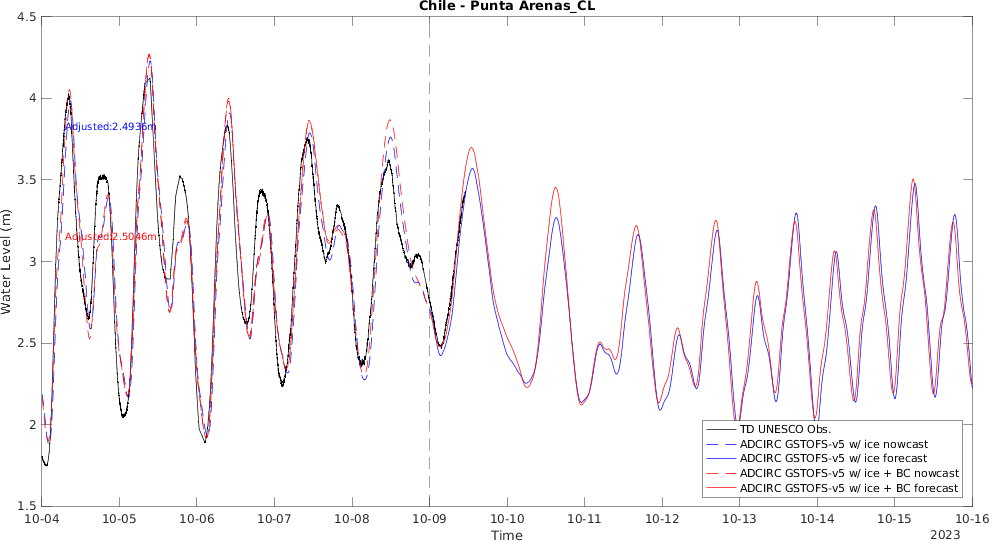 Chile - Punta Arenas_CL
4.5
4
3.5
3
2.5
2
1.5
Water Level (m)
Adjusted:2.4936m
Adjusted:2.5046m
TD UNESCO Obs.
ADCIRC GSTOFS-v5 w/ ice nowcast
ADCIRC GSTOFS-v5 w/ ice forecast
ADCIRC GSTOFS-v5 w/ ice + BC nowcast
ADCIRC GSTOFS-v5 w/ ice + BC forecast
10-04 10-05 10-06 10-07 10-08 10-09 10-10 10-11 10-12 10-13 10-14 10-15 10-16
Time
2023